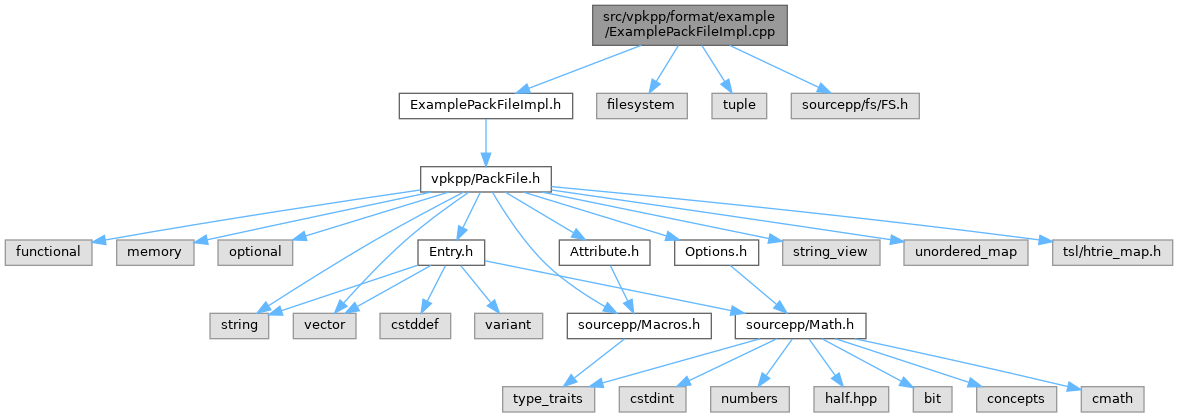 src/vpkpp/format/example
/ExamplePackFileImpl.cpp
ExamplePackFileImpl.h
filesystem
tuple
sourcepp/fs/FS.h
vpkpp/PackFile.h
functional
memory
optional
Entry.h
Attribute.h
Options.h
string_view
unordered_map
tsl/htrie_map.h
string
vector
cstddef
variant
sourcepp/Macros.h
sourcepp/Math.h
type_traits
cstdint
numbers
half.hpp
bit
concepts
cmath